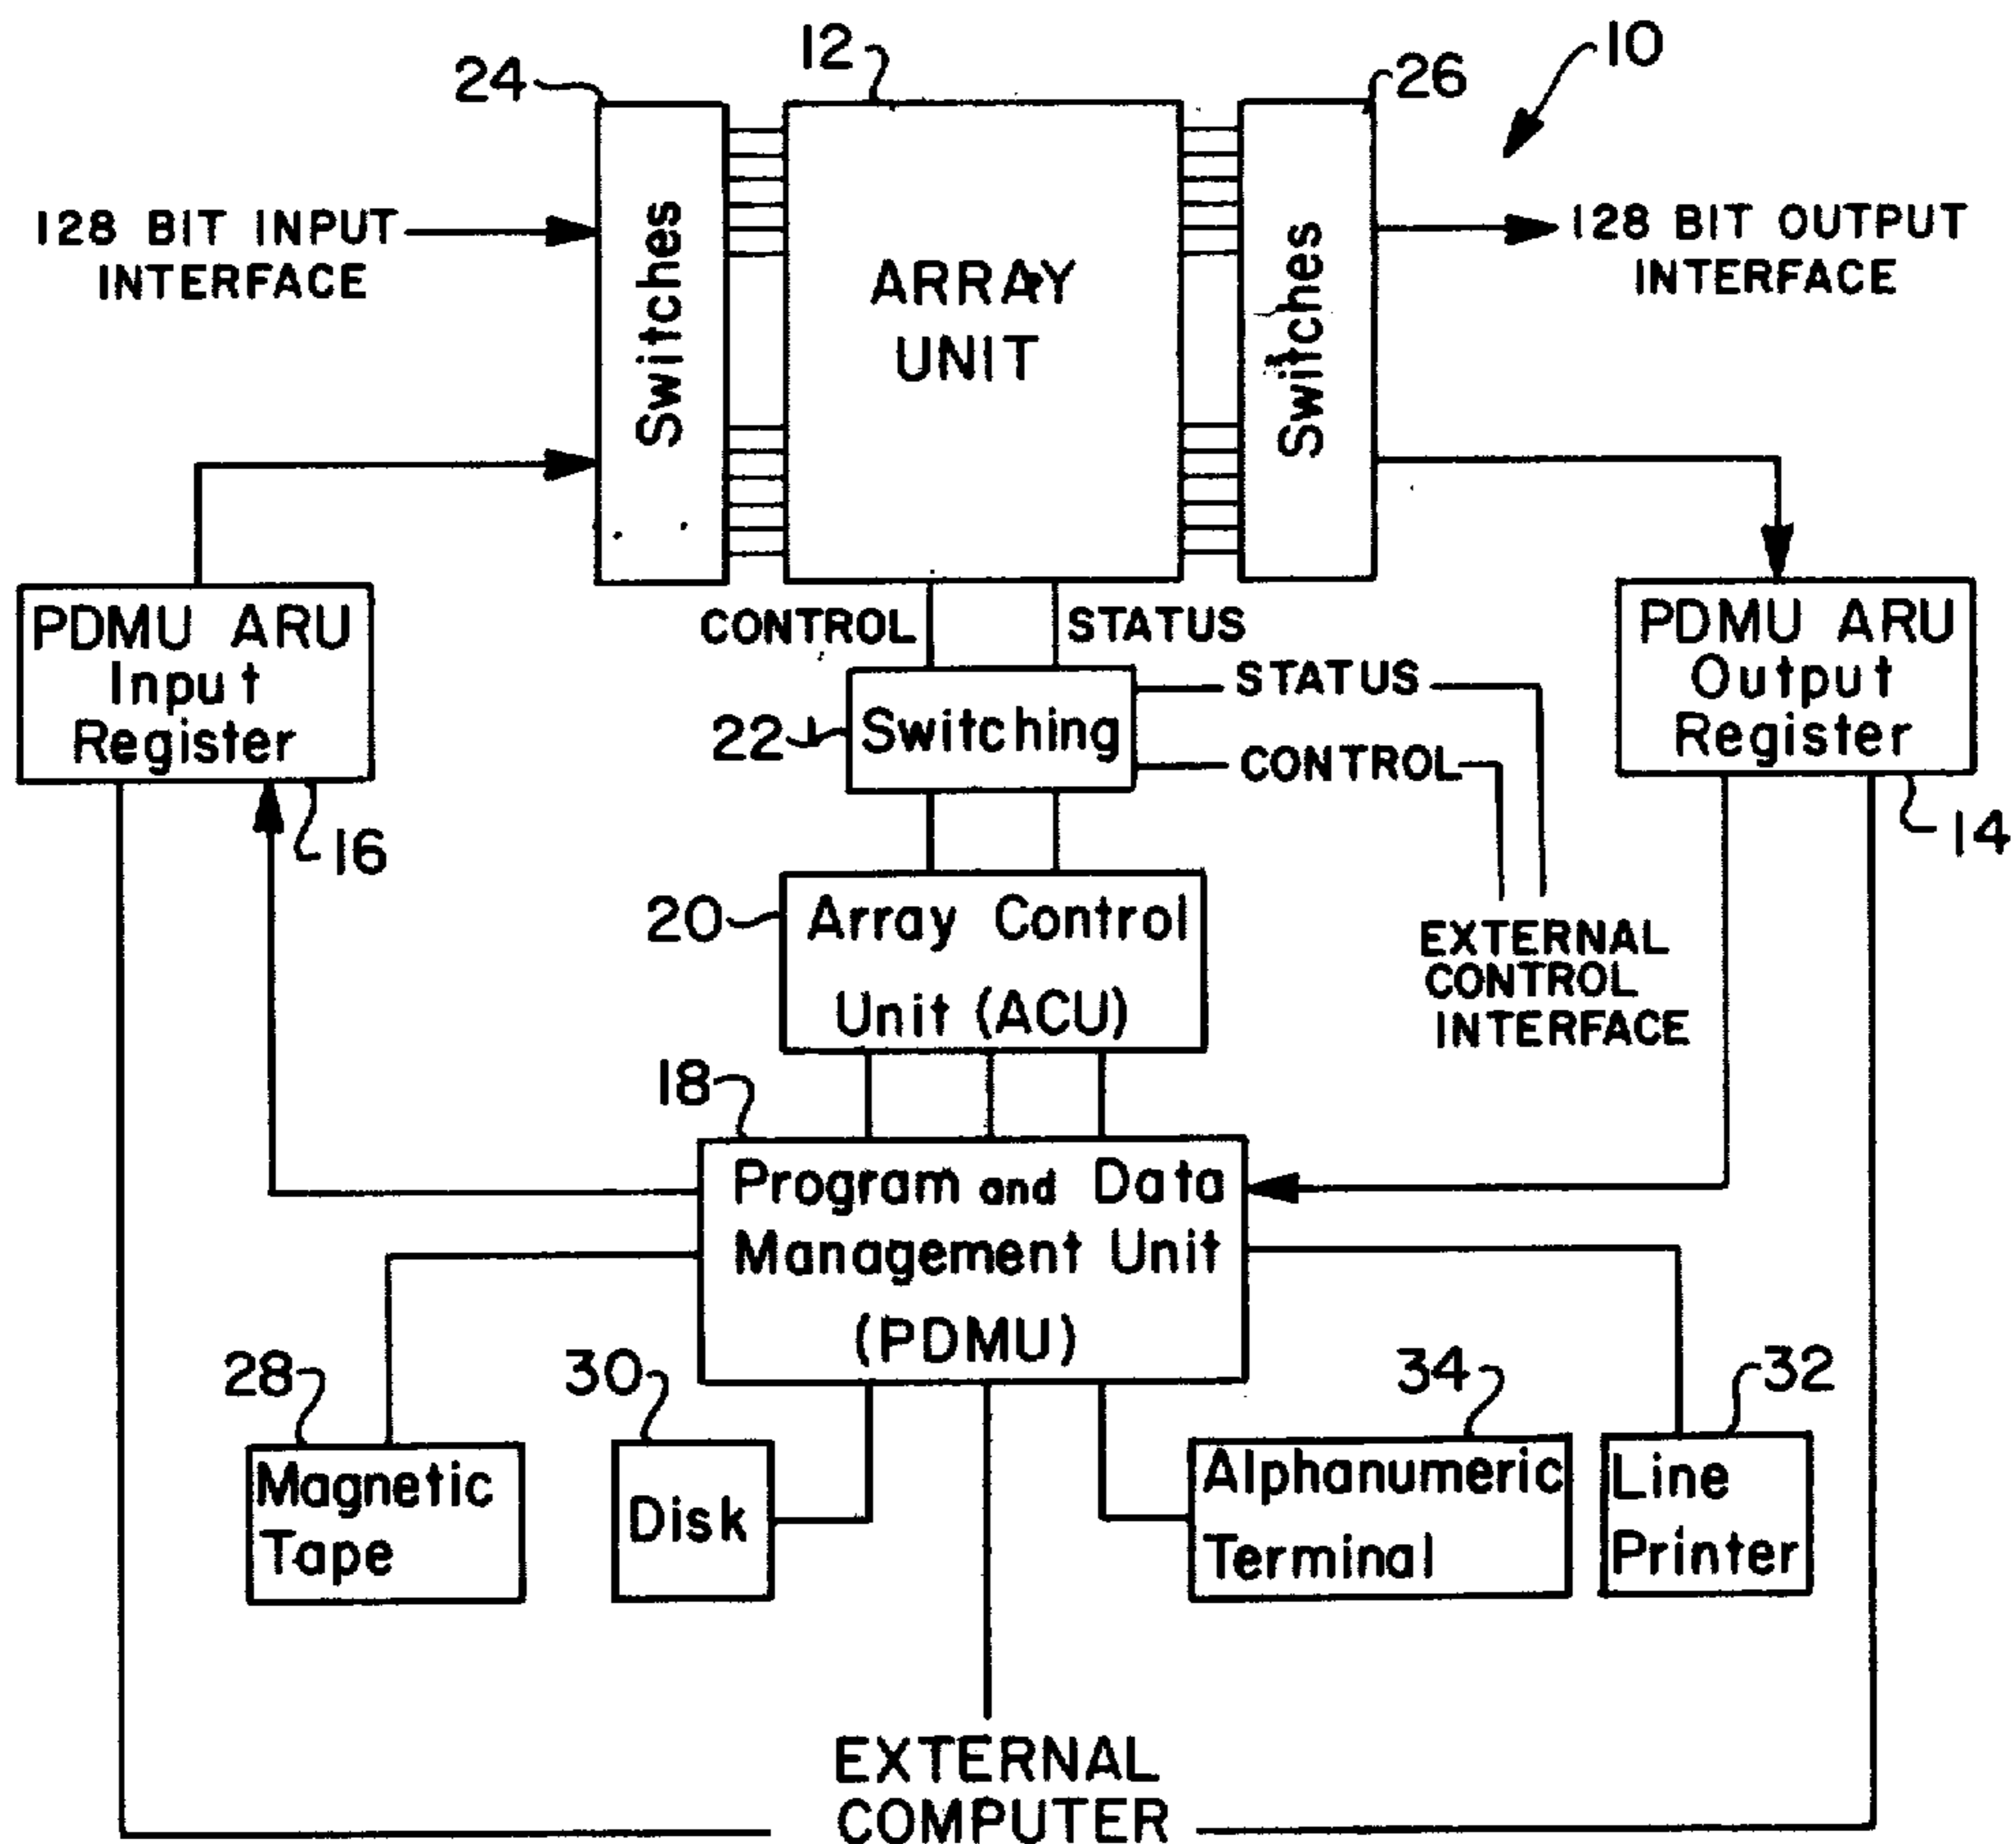 24
12
26
10
128 BIT INPUT
INTERFACE
Switches
ARRAY
UNIT
Switches
128 BIT OUTPUT
INTERFACE
PDMU ARU
Input
Register
16
CONTROL
STATUS
22
Switching
STATUS
CONTROL
PDMU ARU
Output
Register
14
20
Array Control
Unit (ACU)
EXTERNAL
CONTROL
INTERFACE
18
Program and Data
Management Unit
(PDMU)
28
Magnetic
Tape
30
Disk
34
Alphanumeric
Terminal
32
Line
Printer
EXTERNAL
COMPUTER